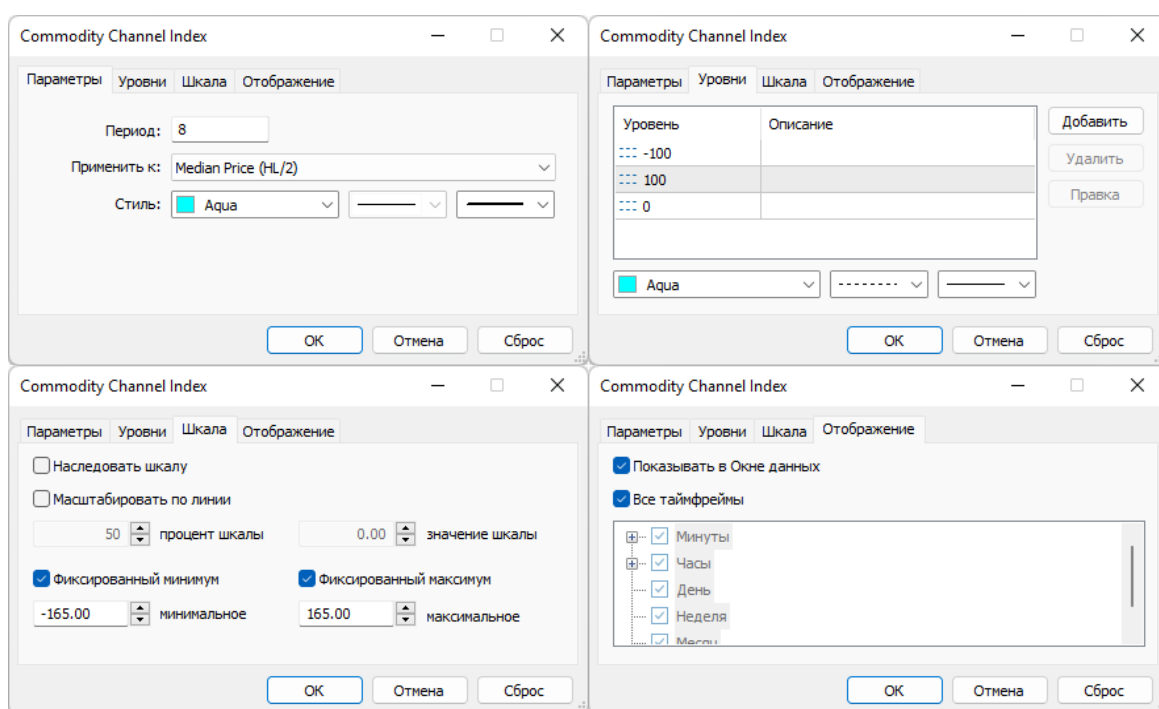 Commodity Channel Index
Параметры Уровни Шкала Отображение
Период: 8
Применить к: Median Price (HL/2)
Стиль: Aqua
OK Отмена Сброс
Commodity Channel Index
Параметры Уровни Шкала Отображение
Уровень Описание Добавить
-100 Удалить
100 Правка
0
Aqua
OK Отмена Сброс
Commodity Channel Index
Параметры Уровни Шкала Отображение
Наследовать шкалу
Масштабировать по линии
50 процент шкалы 0.00 значение шкалы
Фиксированный минимум Фиксированный максимум
-165.00 минимальное 165.00 максимальное
OK Отмена Сброс
Commodity Channel Index
Параметры Уровни Шкала Отображение
Показывать в Окне данных
Все таймфреймы
Минуты
Часы
День
Неделя
Месяц
OK Отмена Сброс